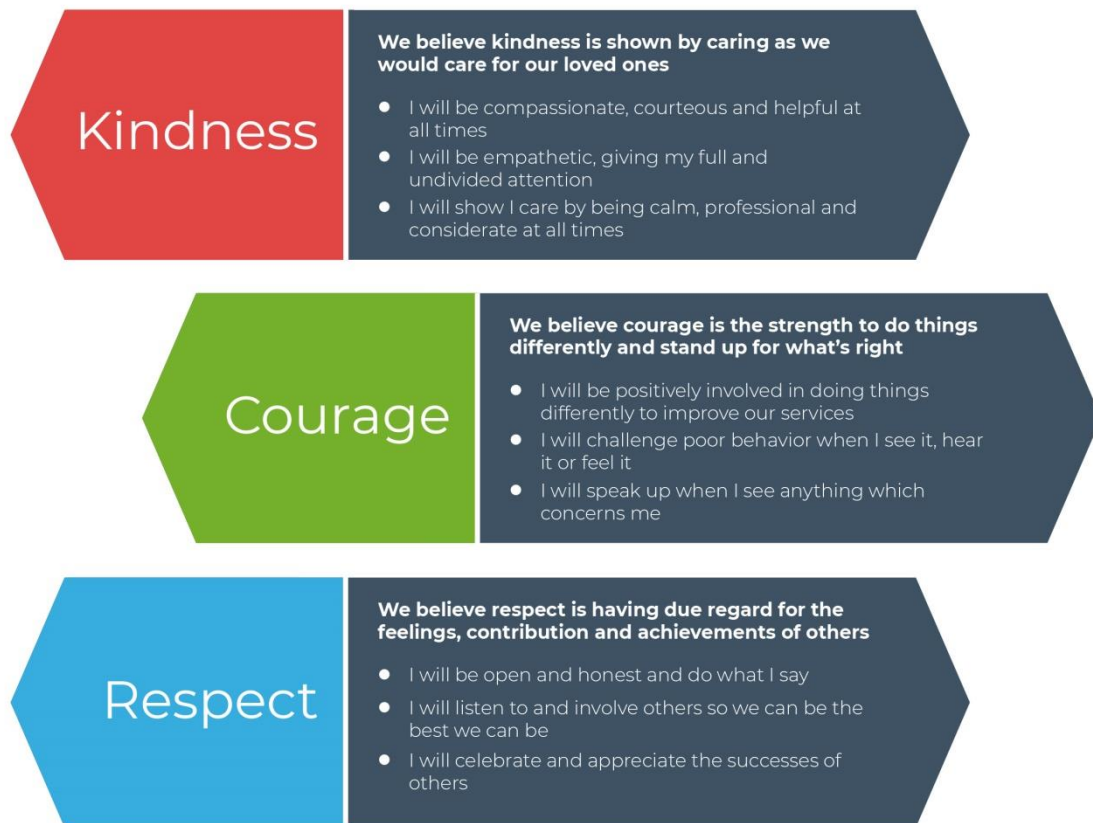 Kindness
We believe kindness is shown by caring as we
would care for our loved ones
● I will be compassionate, courteous and helpful at
all times
● I will be empathetic, giving my full and
undivided attention
● I will show I care by being calm, professional and
considerate at all times
Courage
We believe courage is the strength to do things
differently and stand up for what’s right
● I will be positively involved in doing things
differently to improve our services
● I will challenge poor behavior when I see it, hear
it or feel it
● I will speak up when I see anything which
concerns me
Respect
We believe respect is having due regard for the
feelings, contribution and achievements of others
● I will be open and honest and do what I say
● I will listen to and involve others so we can be the
best we can be
● I will celebrate and appreciate the successes of
others